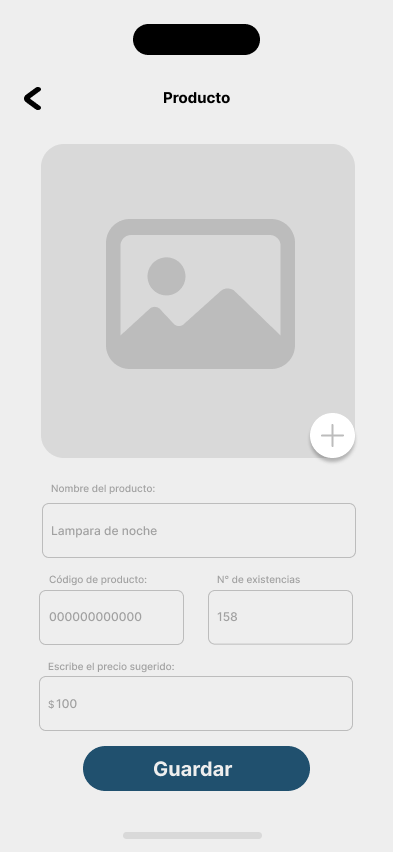 Producto
Nombre del producto:
Lampara de noche
Código de producto:
N° de existencias
000000000000
158
Escribe el precio sugerido:
$100
Guardar